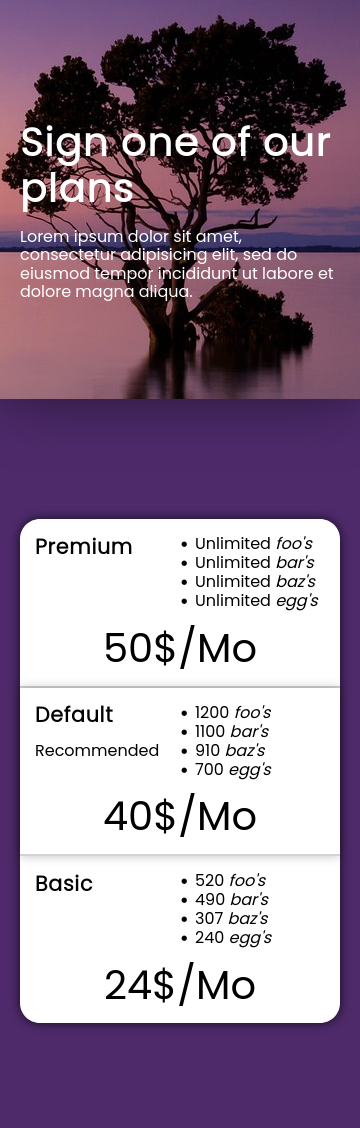 Sign one of our
plans
Lorem ipsum dolor sit amet,
consectetur adipisicing elit, sed do
eiusmod tempor incididunt ut labore et
dolore magna aliqua.
Premium
• Unlimited foo's
• Unlimited bar's
• Unlimited baz's
• Unlimited egg's
50$/Mo
Default
Recommended
• 1200 foo's
• 1100 bar's
• 910 baz's
• 700 egg's
40$/Mo
Basic
• 520 foo's
• 490 bar's
• 307 baz's
• 240 egg's
24$/Mo